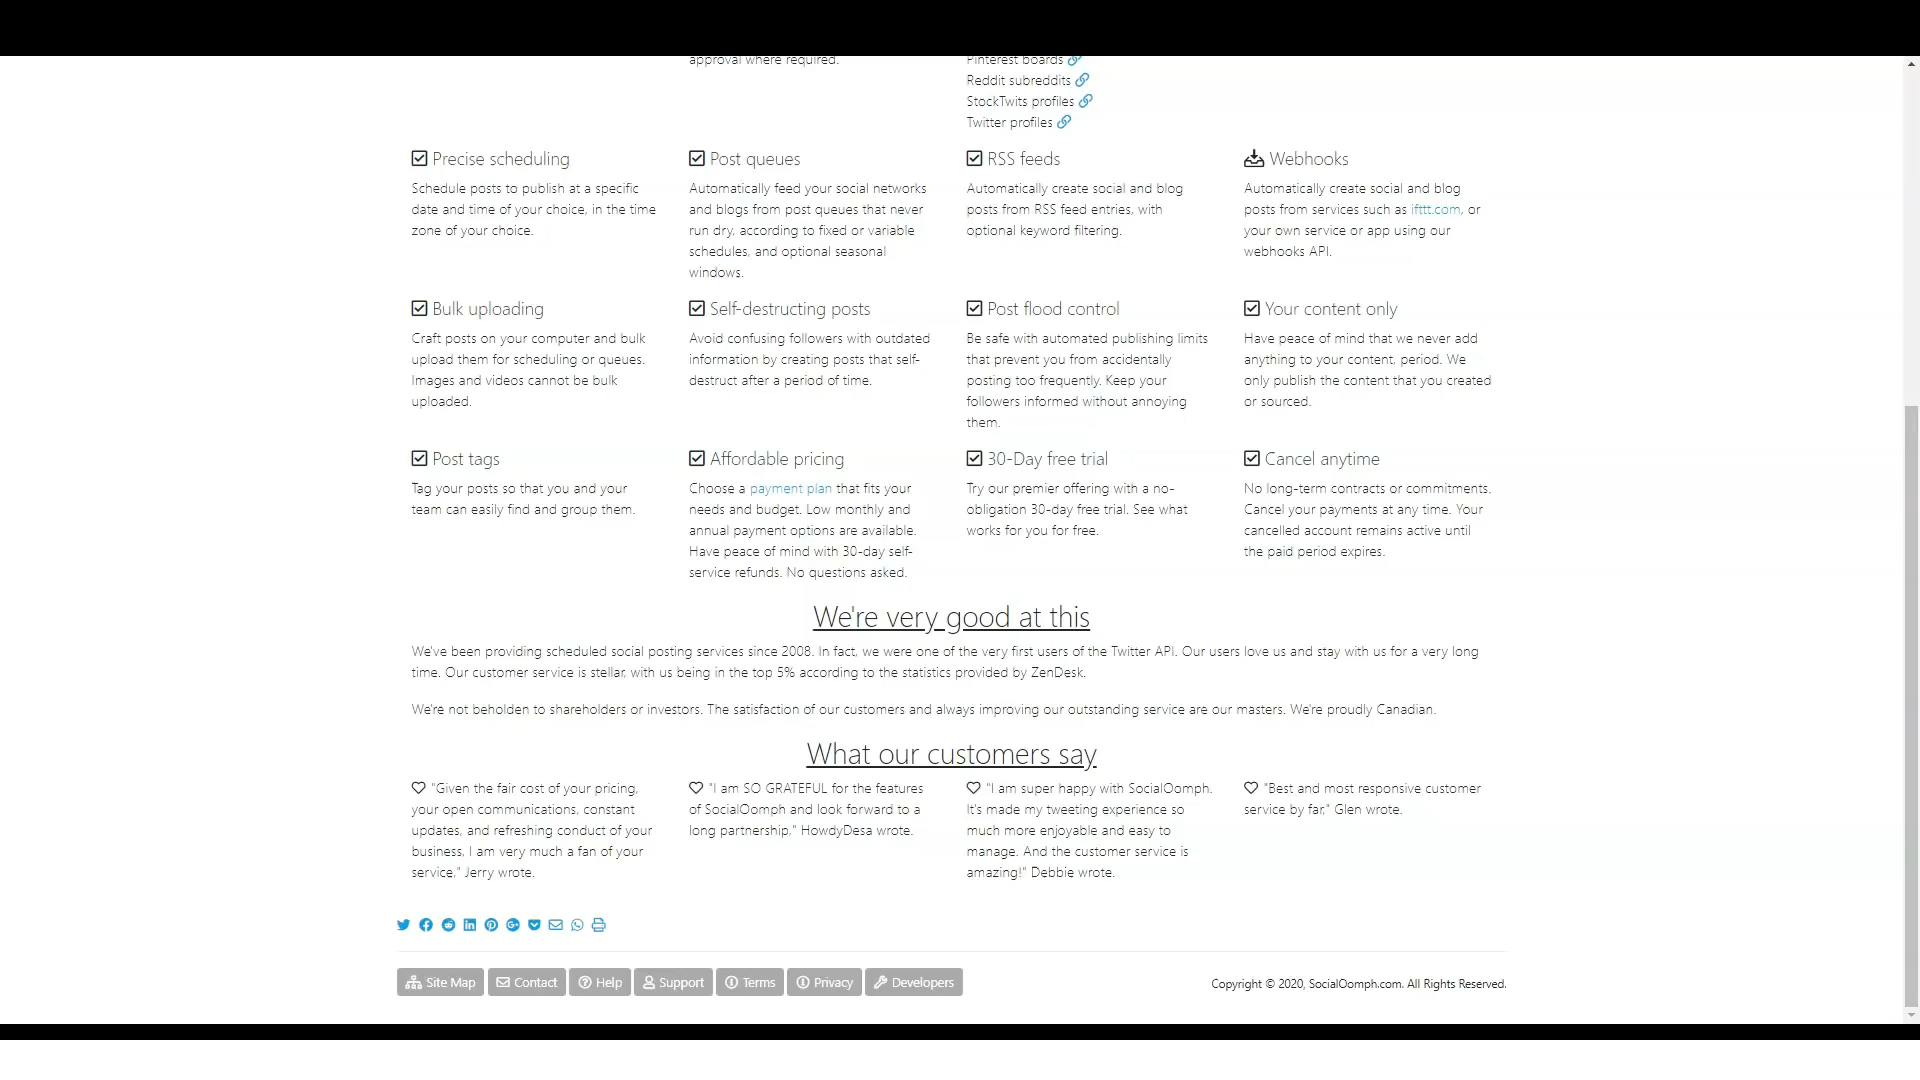 approval where required.
Pinterest boards
Reddit subreddits
StockTwits profiles
Twitter profiles
Precise scheduling
Schedule posts to publish at a specific
date and time of your choice, in the time
zone of your choice.
Post queues
Automatically feed your social networks
and blogs from post queues that never
run dry, according to fixed or variable
schedules, and optional seasonal
windows.
RSS feeds
Automatically create social and blog
posts from RSS feed entries, with
optional keyword filtering.
Webhooks
Automatically create social and blog
posts from services such as ifttt.com, or
your own service or app using our
webhooks API.
Bulk uploading
Craft posts on your computer and bulk
upload them for scheduling or queues.
Images and videos cannot be bulk
uploaded.
Self-destructing posts
Avoid confusing followers with outdated
information by creating posts that self-
destruct after a period of time.
Post flood control
Be safe with automated publishing limits
that prevent you from accidentally
posting too frequently. Keep your
followers informed without annoying
them.
Your content only
Have peace of mind that we never add
anything to your content, period. We
only publish the content that you created
or sourced.
Post tags
Tag your posts so that you and your
team can easily find and group them.
Affordable pricing
Choose a payment plan that fits your
needs and budget. Low monthly and
annual payment options are available.
Have peace of mind with 30-day self-
service refunds. No questions asked.
30-Day free trial
Try our premier offering with a no-
obligation 30-day free trial. See what
works for you for free.
Cancel anytime
No long-term contracts or commitments.
Cancel your payments at any time. Your
cancelled account remains active until
the paid period expires.
We're very good at this
We've been providing scheduled social posting services since 2008. In fact, we were one of the very first users of the Twitter API. Our users love us and stay with us for a very long
time. Our customer service is stellar, with us being in the top 5% according to the statistics provided by ZenDesk.
We're not beholden to shareholders or investors. The satisfaction of our customers and always improving our outstanding service are our masters. We're proudly Canadian.
What our customers say
"Given the fair cost of your pricing,
your open communications, constant
updates, and refreshing conduct of your
business, I am very much a fan of your
service," Jerry wrote.
"I am SO GRATEFUL for the features
of SocialOomph and look forward to a
long partnership," HowdyDesa wrote.
"I am super happy with SocialOomph.
It's made my tweeting experience so
much more enjoyable and easy to
manage. And the customer service is
amazing!" Debbie wrote.
"Best and most responsive customer
service by far," Glen wrote.
Site Map Contact Help Support Terms Privacy Developers
Copyright © 2020, SocialOomph.com. All Rights Reserved.